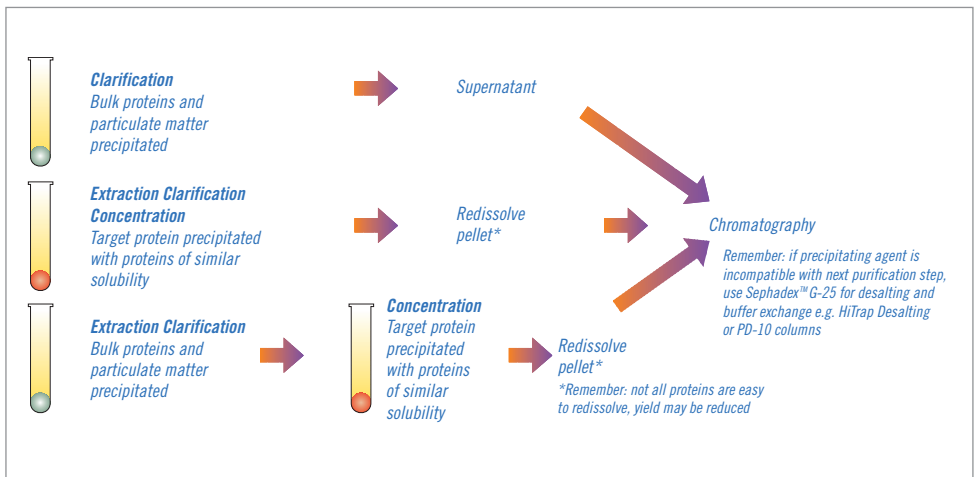 Clarification
Bulk proteins and
particulate matter
precipitated
Supernatant
Extraction Clarification
Concentration
Target protein precipitated
with proteins of similar
solubility
Redissolve
pellet*
Chromatography
Remember: if precipitating agent is
incompatible with next purification step,
use Sephadex™ G-25 for desalting and
buffer exchange e.g. HiTrap Desalting
or PD-10 columns
Extraction Clarification
Bulk proteins and
particulate matter
precipitated
Concentration
Target protein
precipitated
with proteins
of similar
solubility
Redissolve
pellet*
*Remember: not all proteins are easy
to redissolve, yield may be reduced